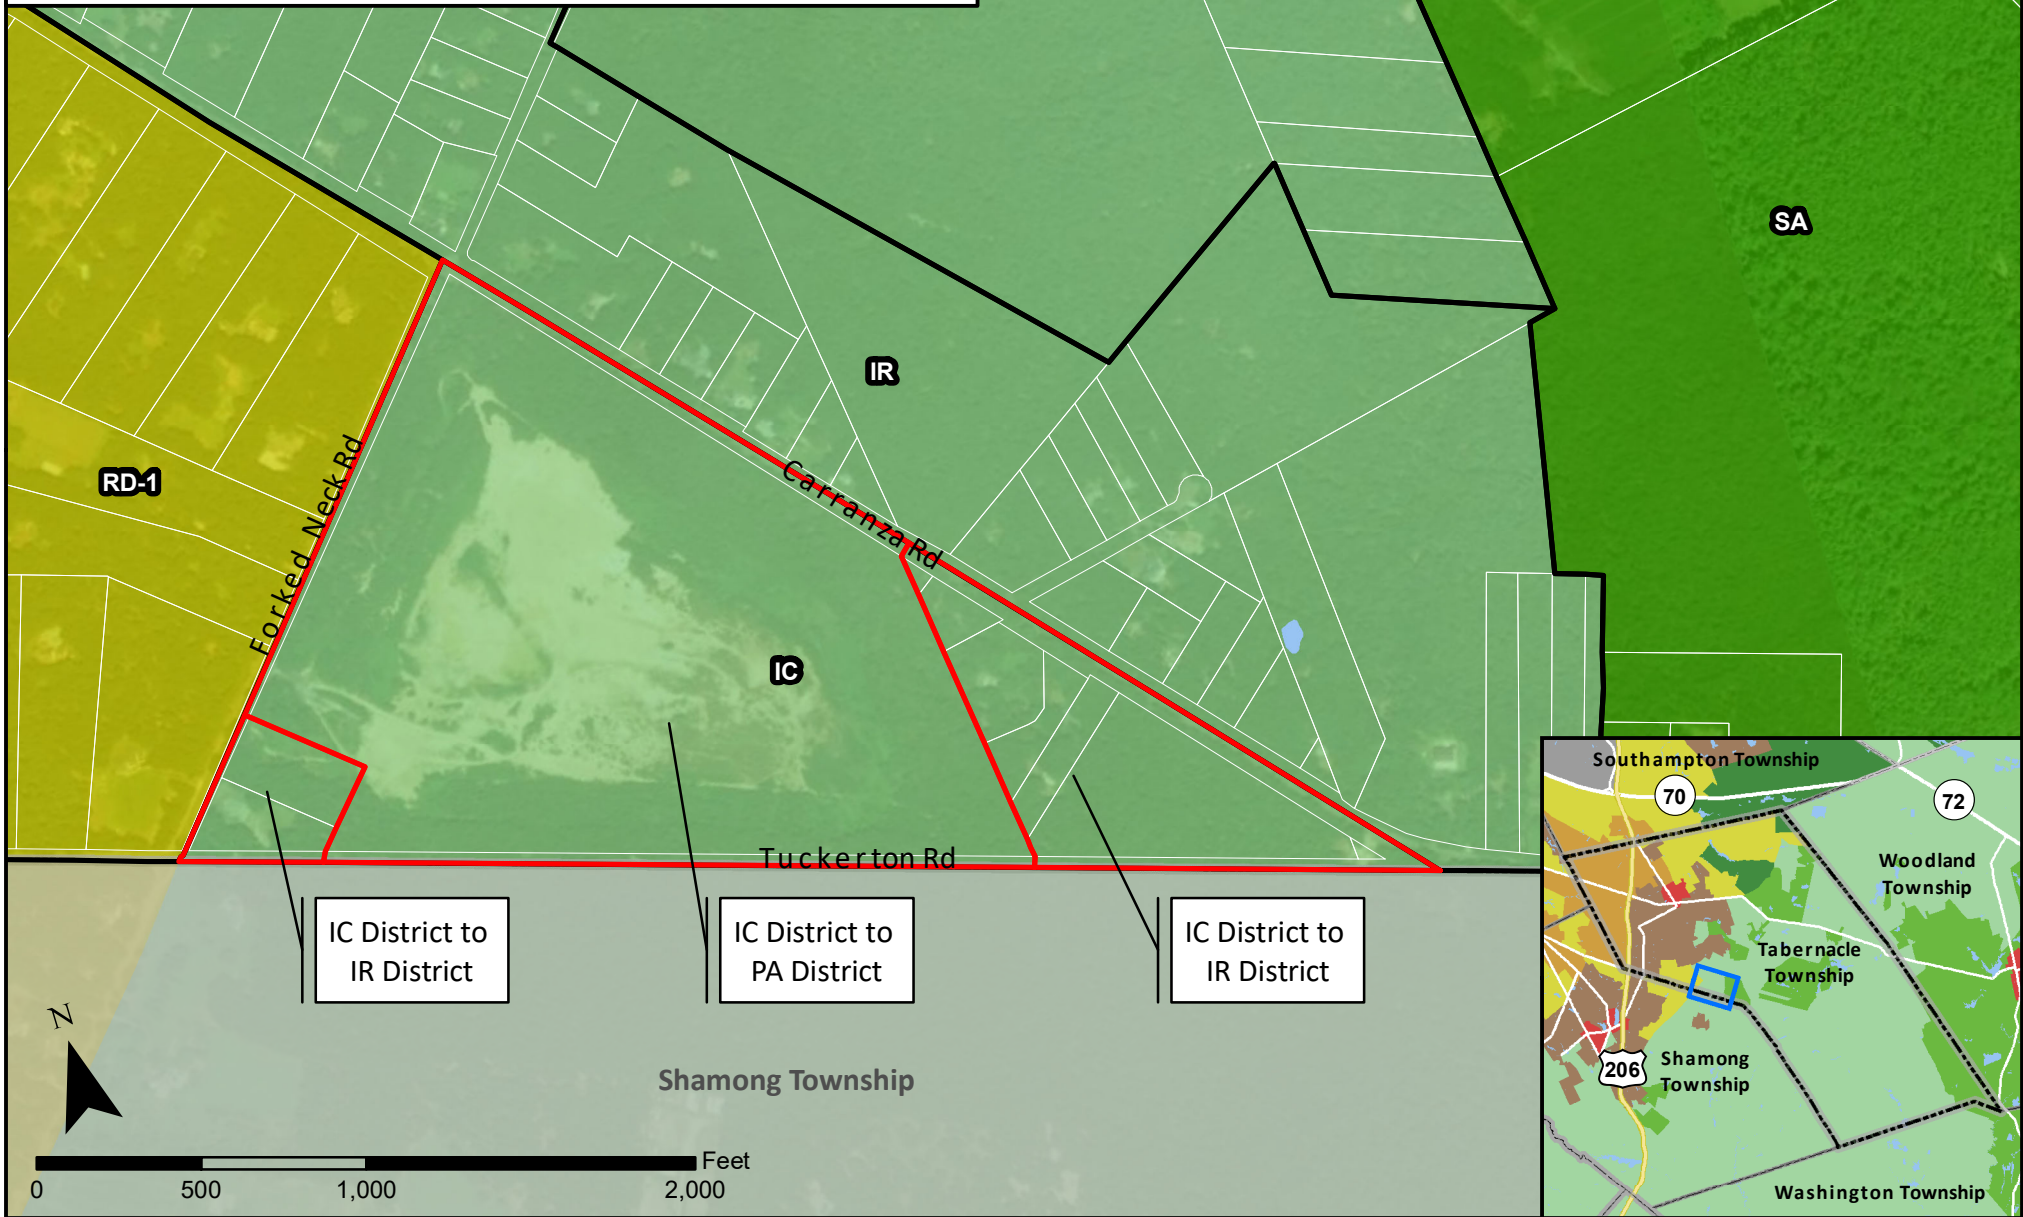 SA
IR
RD-1
Forked Neck Rd
Carranza Rd
IC
Tuckerton Rd
IC District to
IR District
IC District to
PA District
IC District to
IR District
N
Shamong Township
Feet
0 500 1,000 2,000
Southampton Township
70
72
Woodland
Township
Tabernacle
Township
206
Shamong
Township
Washington Township